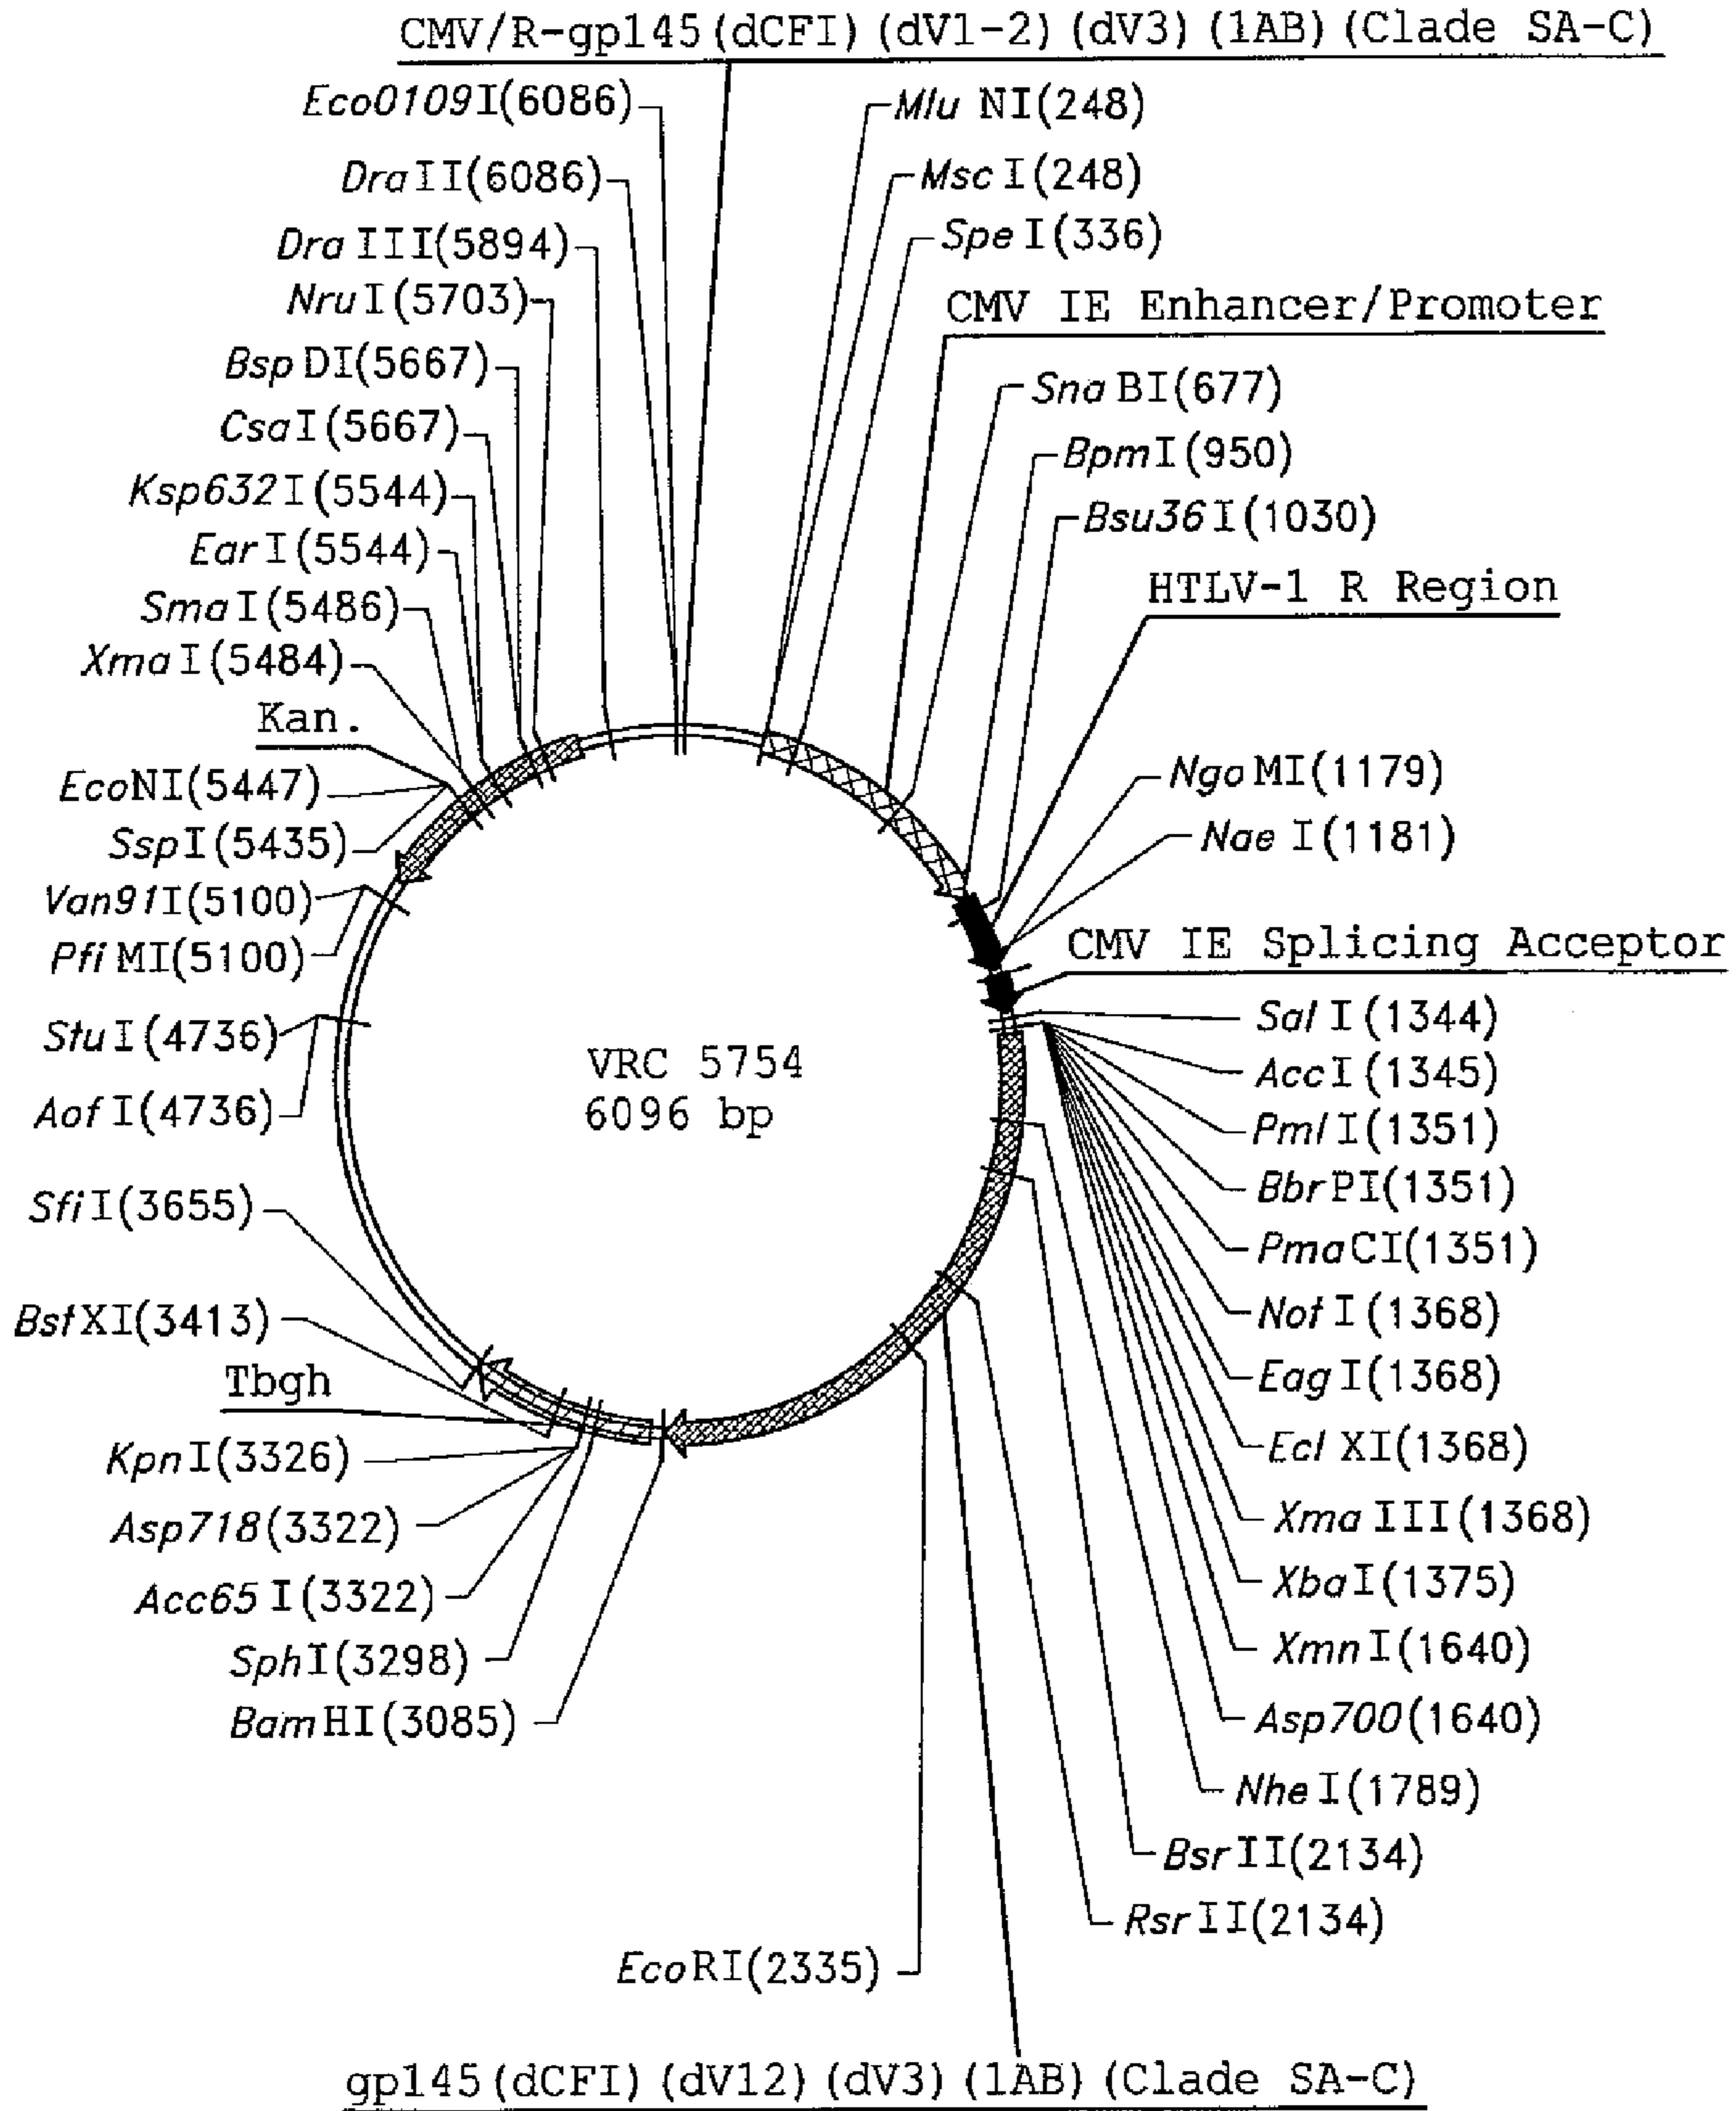 CMV/R-gp145(dCFI)(dV1-2)(dV3)(1AB)(Clade SA-C)
EcoO109I(6086)
DraII(6086)
DraIII(5894)
NruI(5703)
BspDI(5667)
CsaI(5667)
Ksp632I(5544)
EarI(5544)
SmaI(5486)
XmaI(5484)
Kan.
EcoNI(5447)
SspI(5435)
Van91I(5100)
PfiMI(5100)
StuI(4736)
AofI(4736)
SfiI(3655)
BstXI(3413)
Tbgh
KpnI(3326)
Asp718(3322)
Acc65I(3322)
SphI(3298)
BamHI(3085)
MluNI(248)
MscI(248)
SpeI(336)
CMV IE Enhancer/Promoter
SnaBI(677)
BpmI(950)
Bsu36I(1030)
HTLV-1 R Region
NgoMI(1179)
NaeI(1181)
CMV IE Splicing Acceptor
SalI(1344)
AccI(1345)
PmlI(1351)
BbrPI(1351)
PmaCI(1351)
NotI(1368)
EagI(1368)
EclXI(1368)
XmaIII(1368)
XbaI(1375)
XmnI(1640)
Asp700(1640)
NheI(1789)
BsrII(2134)
RsrII(2134)
EcoRI(2335)
VRC 5754
6096 bp
gp145(dCFI)(dV12)(dV3)(1AB)(Clade SA-C)